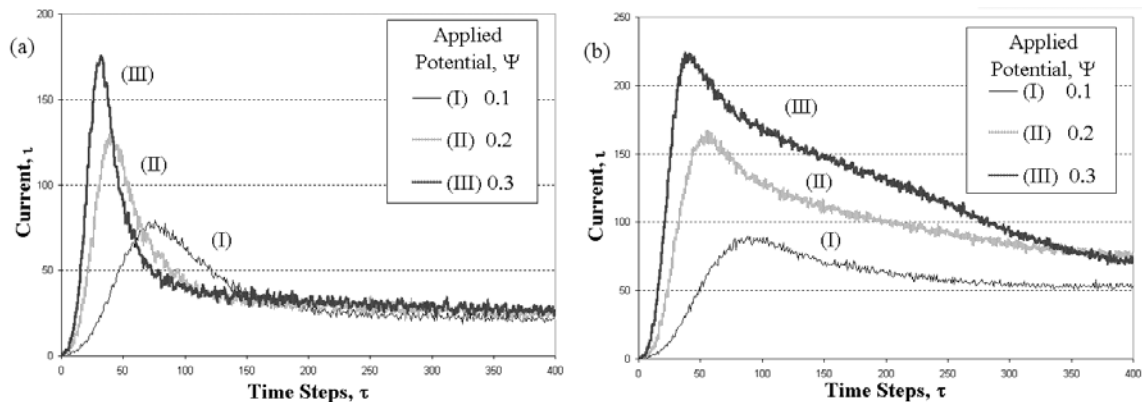 (a)
200
150
100
50
0
Current, ι
0 50 100 150 200 250 300 350 400
Time Steps, τ
(III)
(II)
(I)
Applied
Potential, Ψ
(I) 0.1
(II) 0.2
(III) 0.3
(b)
250
200
150
100
50
0
Current, ι
0 50 100 150 200 250 300 350 400
Time Steps, τ
(III)
(II)
(I)
Applied
Potential, Ψ
(I) 0.1
(II) 0.2
(III) 0.3